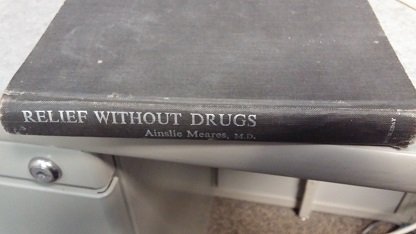 RELIEF WITHOUT DRUGS
Ainslie Meares, M.D.